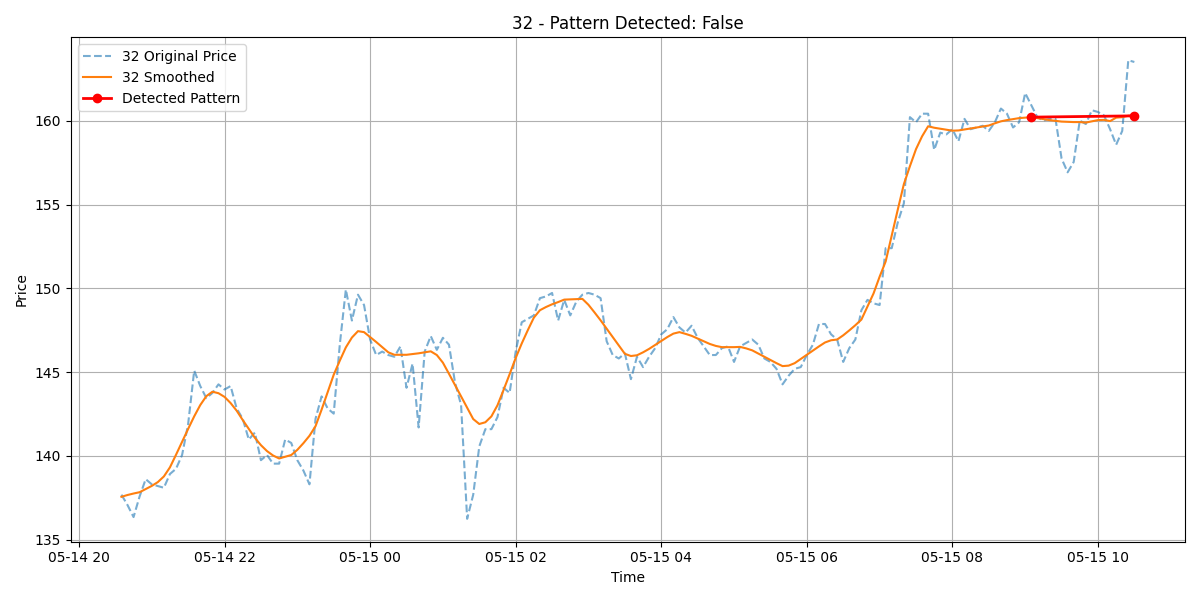 32 - Pattern Detected: False
32 Original Price
32 Smoothed
Detected Pattern
Price
160
155
150
145
140
135
05-14 20 05-14 22 05-15 00 05-15 02 05-15 04 05-15 06 05-15 08 05-15 10
Time